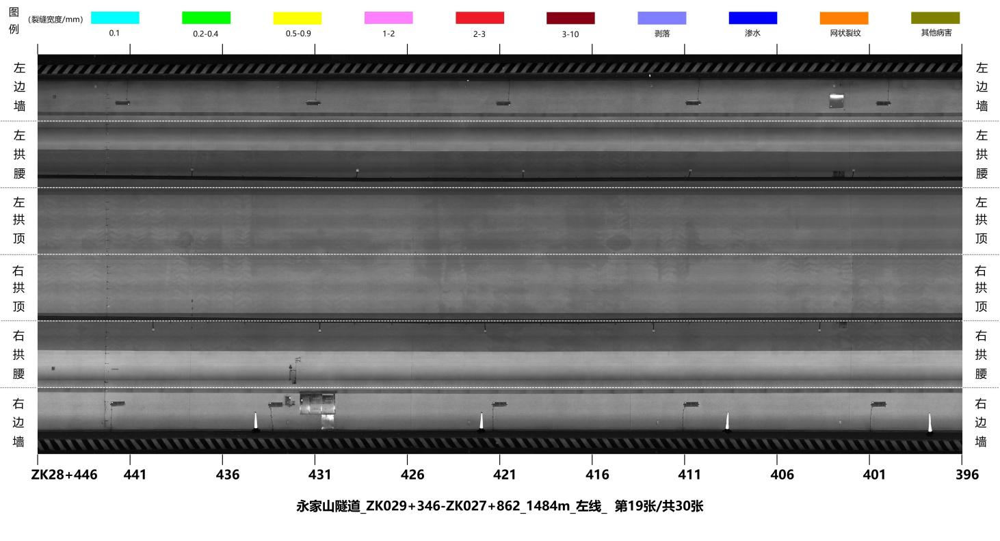 图例
(裂缝宽度/mm)
0.1
0.2-0.4
0.5-0.9
1-2
2-3
3-10
剥落
渗水
网状裂纹
其他病害
左边墙
左边墙
左拱腰
左拱腰
左拱顶
左拱顶
右拱顶
右拱顶
右拱腰
右拱腰
右边墙
右边墙
ZK28+446 441 436 431 426 421 416 411 406 401 396
永家山隧道_ZK029+346-ZK027+862_1484m_左线_ 第19张/共30张